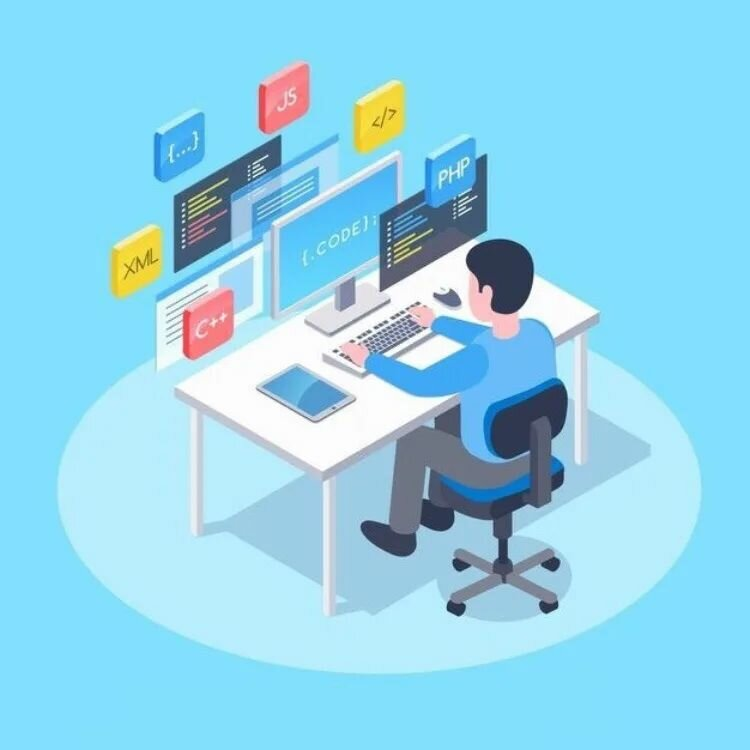 JS
</>
{...}
PHP
{.CODE};
XML
C++